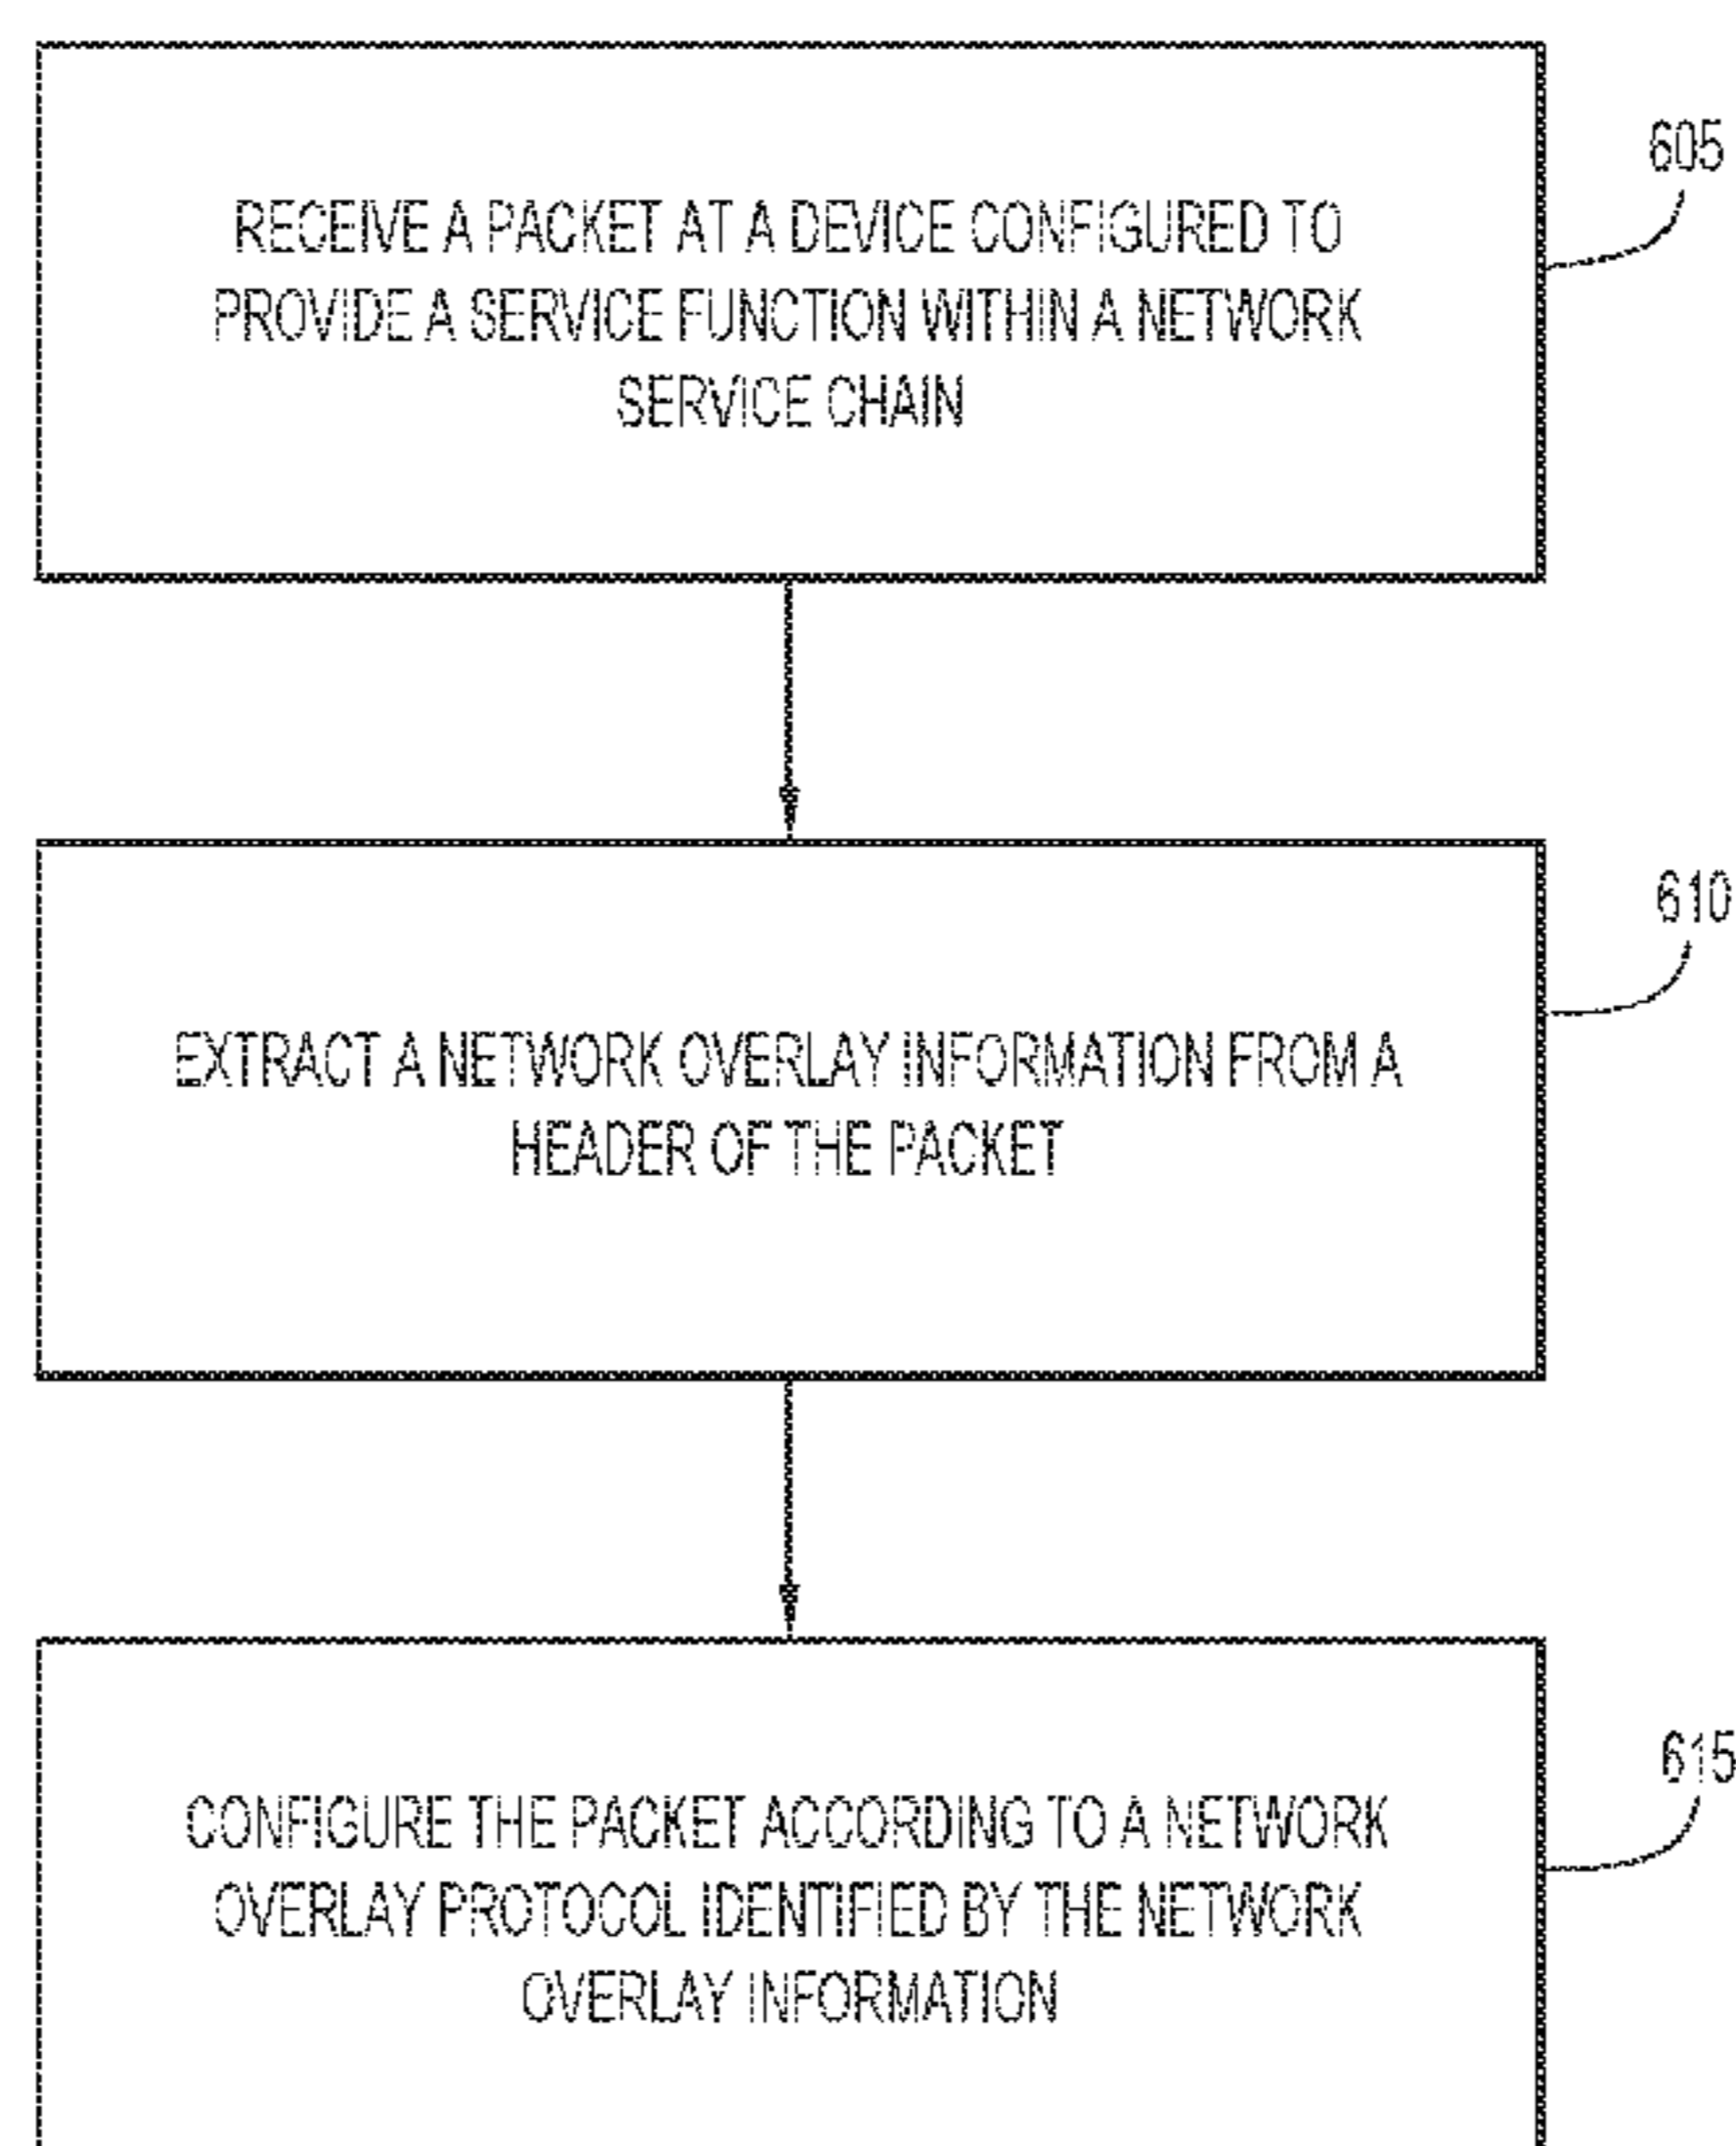 605
RECEIVE A PACKET AT A DEVICE CONFIGURED TO
PROVIDE A SERVICE FUNCTION WITHIN A NETWORK
SERVICE CHAIN
610
EXTRACT A NETWORK OVERLAY INFORMATION FROM A
HEADER OF THE PACKET
615
CONFIGURE THE PACKET ACCORDING TO A NETWORK
OVERLAY PROTOCOL IDENTIFIED BY THE NETWORK
OVERLAY INFORMATION